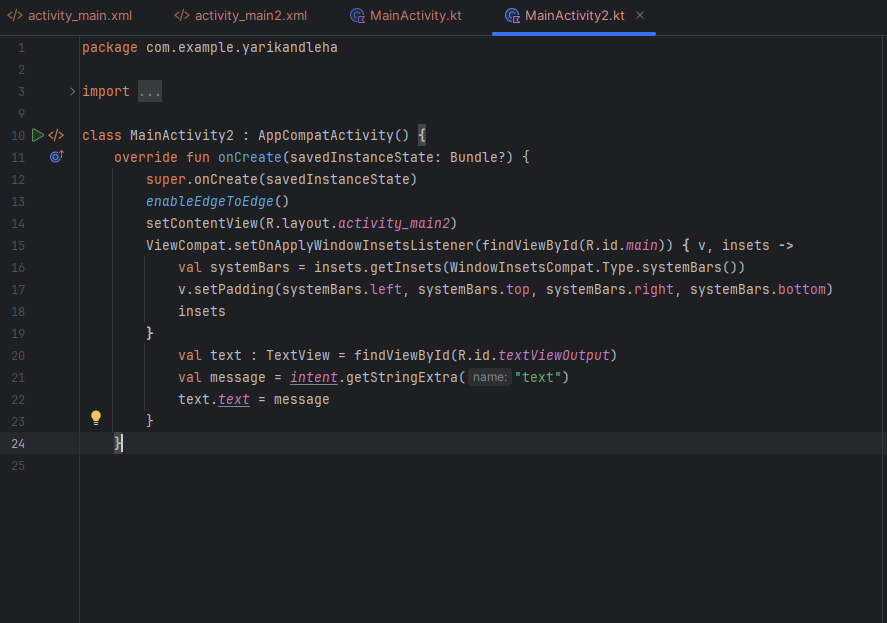 activity_main.xml activity_main2.xml MainActivity.kt MainActivity2.kt
1 package com.example.yarikandleha
2
3 import ...
9
10 class MainActivity2 : AppCompatActivity() {
11 override fun onCreate(savedInstanceState: Bundle?) {
12 super.onCreate(savedInstanceState)
13 enableEdgeToEdge()
14 setContentView(R.layout.activity_main2)
15 ViewCompat.setOnApplyWindowInsetsListener(findViewById(R.id.main)) { v, insets ->
16 val systemBars = insets.getInsets(WindowInsetsCompat.Type.systemBars())
17 v.setPadding(systemBars.left, systemBars.top, systemBars.right, systemBars.bottom)
18 insets
19 }
20 val text : TextView = findViewById(R.id.textViewOutput)
21 val message = intent.getStringExtra( name: "text")
22 text.text = message
23 }
24 }
25